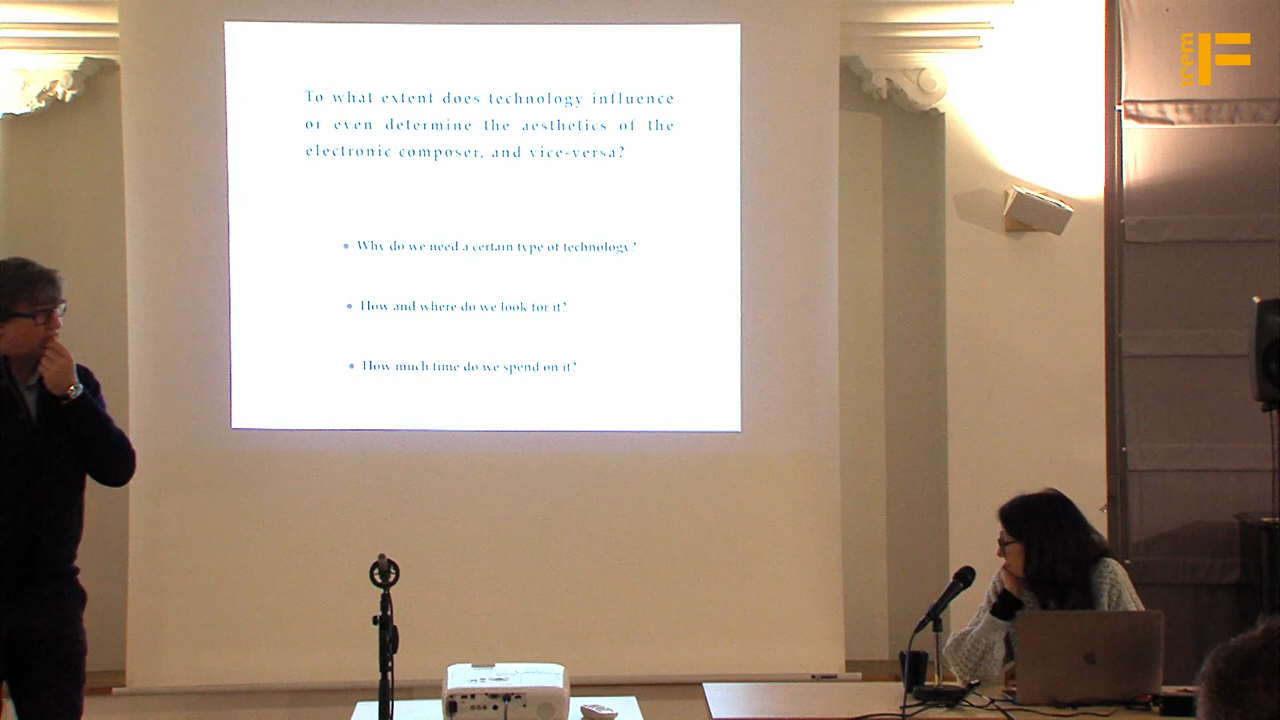 ircam
To what extent does technology influence
or even determine the aesthetics of the
electronic composer, and vice-versa?
Why do we need a certain type of technology?
How and where do we look for it?
How much time do we spend on it?